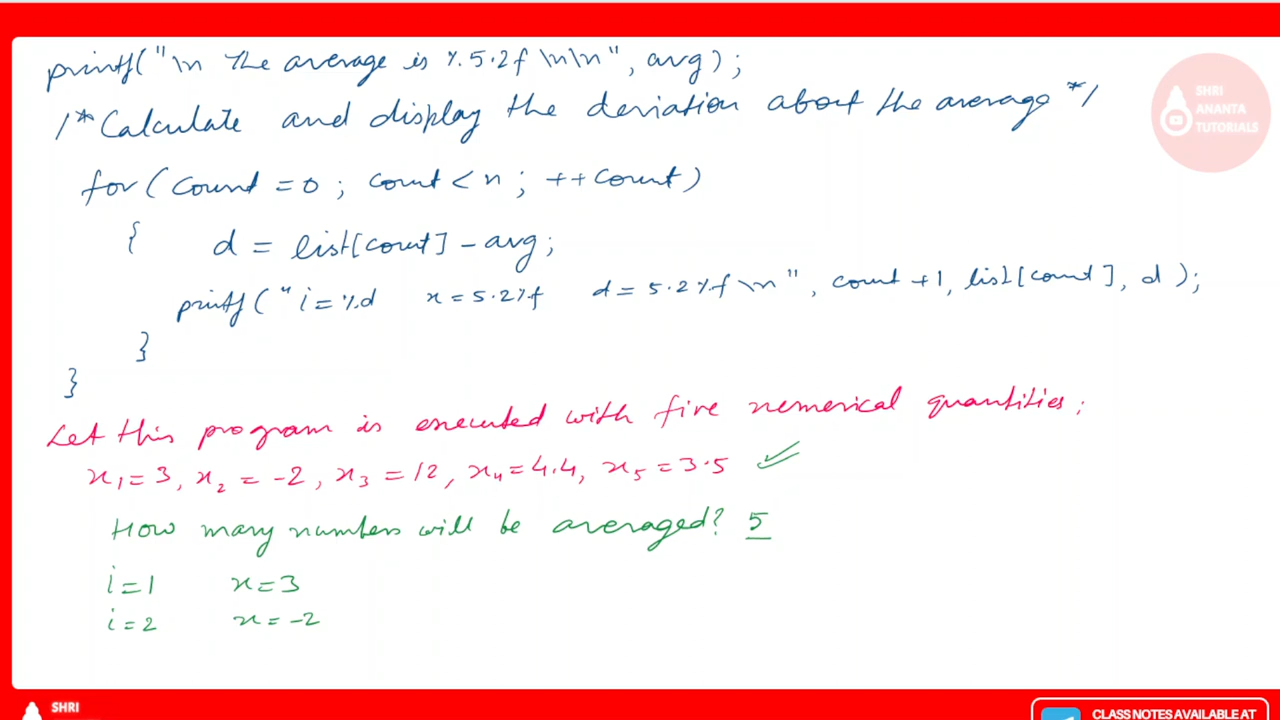 printf("\n The average is %.5.2f \n\n", avg);
/*Calculate and display the deviation about the average*/
for(count=0; count<n; ++count)
{ d = list[count]-avg;
printf("i=%d x=5.2%f d=5.2%f\n", count+1, list[count], d);
}
}
Let this program is executed with five numerical quantities:
x1=3, x2=-2, x3=12, x4=4.4, x5=3.5 ✓
How many numbers will be averaged? 5
i=1 x=3
i=2 x=-2
SHRI
ANANTA
TUTORIALS
SHRI
CLASS NOTES AVAILABLE AT